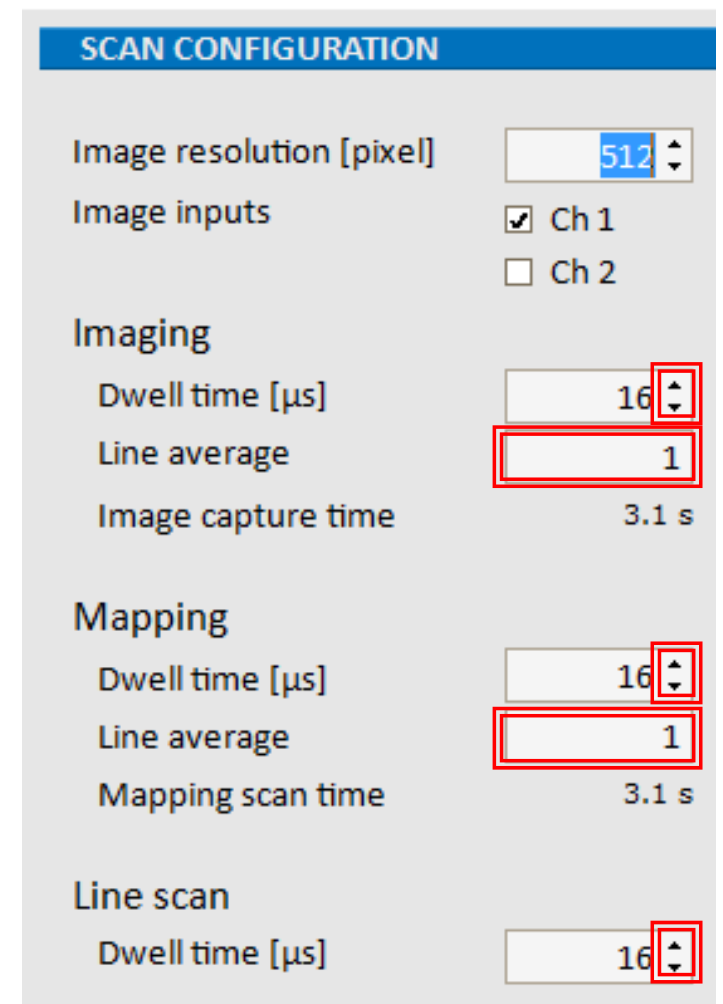 SCAN CONFIGURATION
Image resolution [pixel] 512
Image inputs Ch 1
Ch 2
Imaging
Dwell time [µs] 16
Line average 1
Image capture time 3.1 s
Mapping
Dwell time [µs] 16
Line average 1
Mapping scan time 3.1 s
Line scan
Dwell time [µs] 16